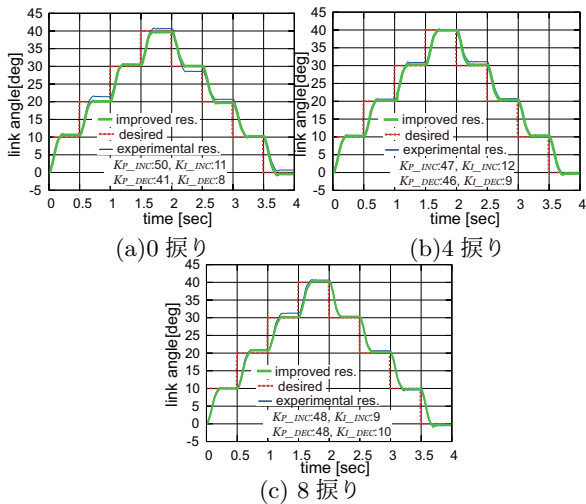 45
40
35
30
25
20
15
10
5
0
-5
link angle[deg]
improved res.
desired
experimental res.
KP_INC:50, KI_INC:11
KP_DEC:41, KI_DEC:8
0 0.5 1 1.5 2 2.5 3 3.5 4
time [sec]
(a)0 捩り
45
40
35
30
25
20
15
10
5
0
-5
link angle[deg]
improved res.
desired
experimental res.
KP_INC:47, KI_INC:12
KP_DEC:46, KI_DEC:9
0 0.5 1 1.5 2 2.5 3 3.5 4
time [sec]
(b)4 捩り
45
40
35
30
25
20
15
10
5
0
-5
link angle[deg]
improved res.
desired
experimental res.
KP_INC:48, KI_INC:9
KP_DEC:48, KI_DEC:10
0 0.5 1 1.5 2 2.5 3 3.5 4
time [sec]
(c) 8 捩り